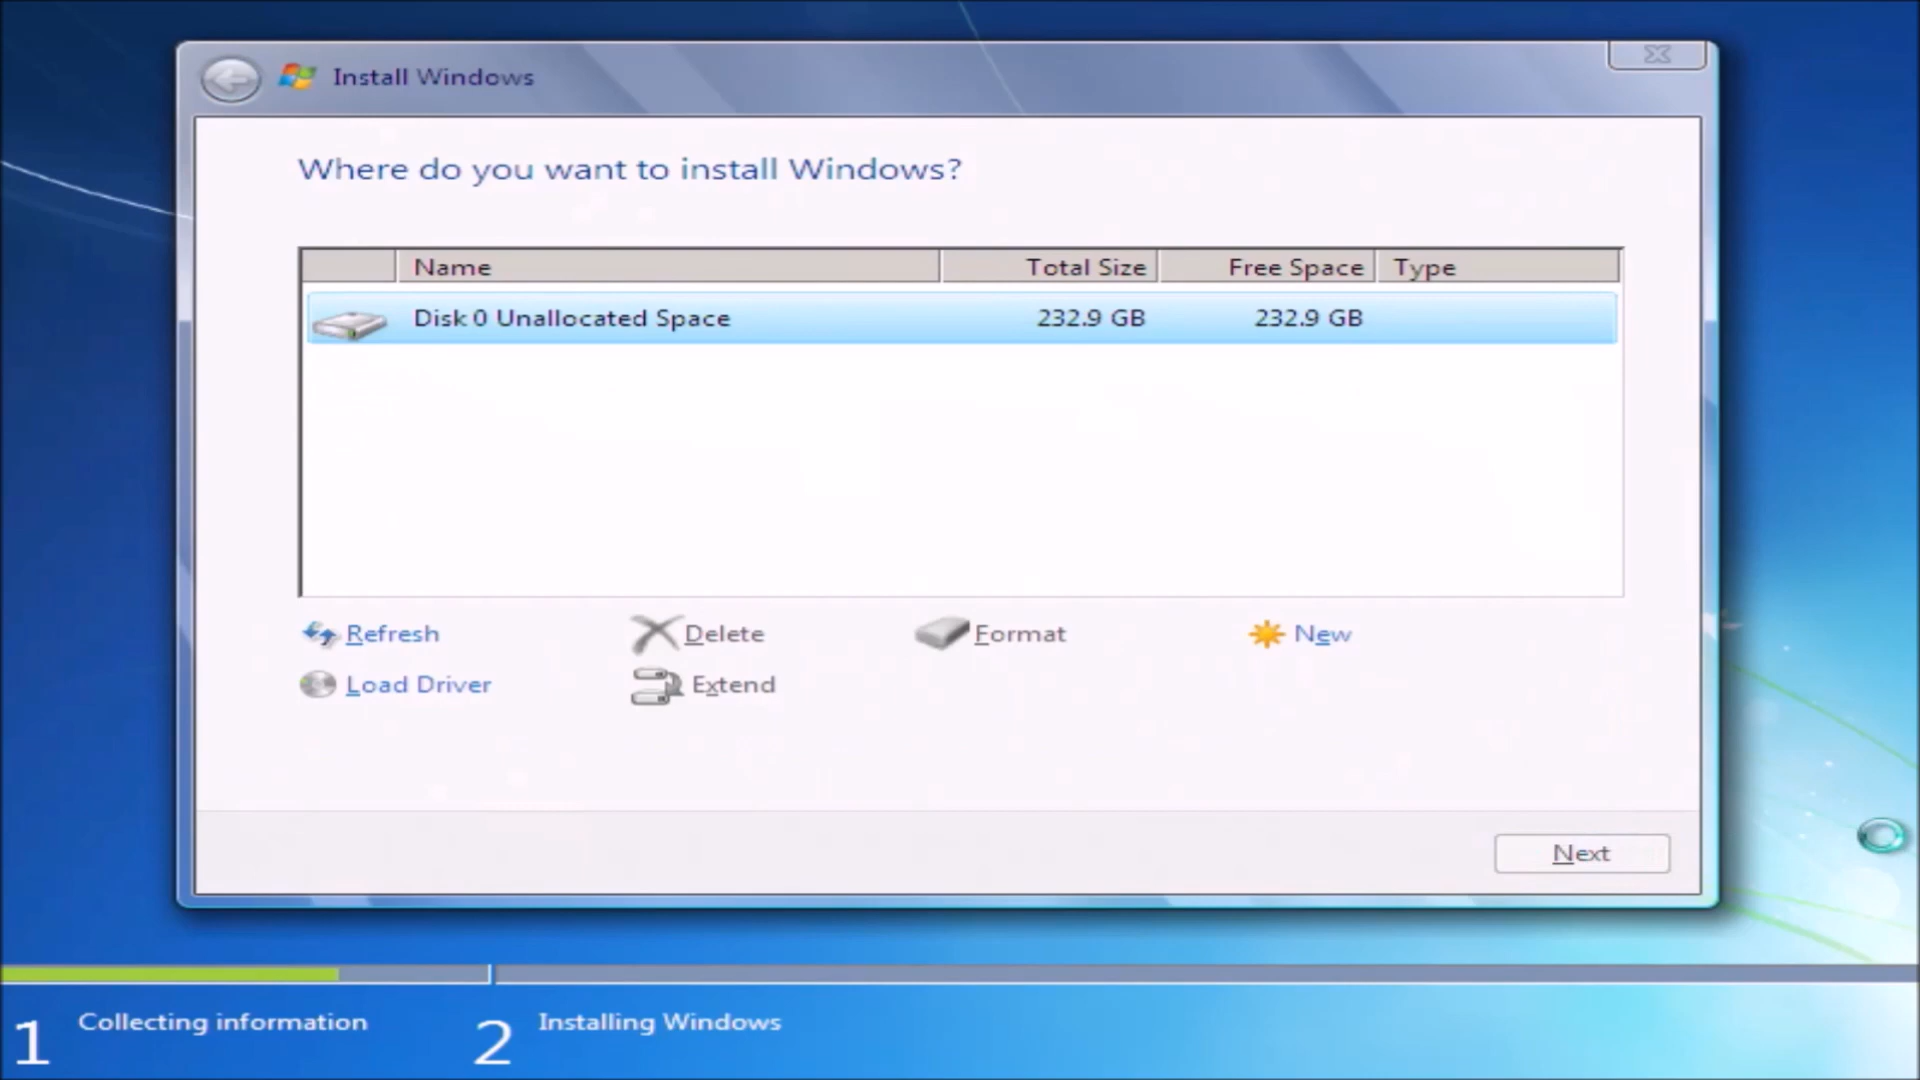 Install Windows
Where do you want to install Windows?
Name Total Size Free Space Type
Disk 0 Unallocated Space 232.9 GB 232.9 GB
Refresh Delete Format New
Load Driver Extend
Next
1 Collecting information 2 Installing Windows